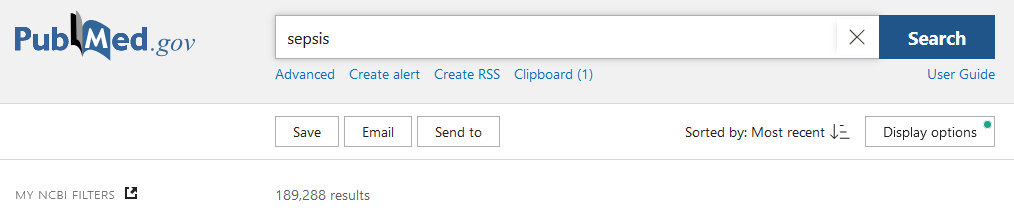 PubMed.gov
sepsis
Search
Advanced Create alert Create RSS Clipboard (1) User Guide
Save Email Send to Sorted by: Most recent Display options
MY NCBI FILTERS 189,288 results